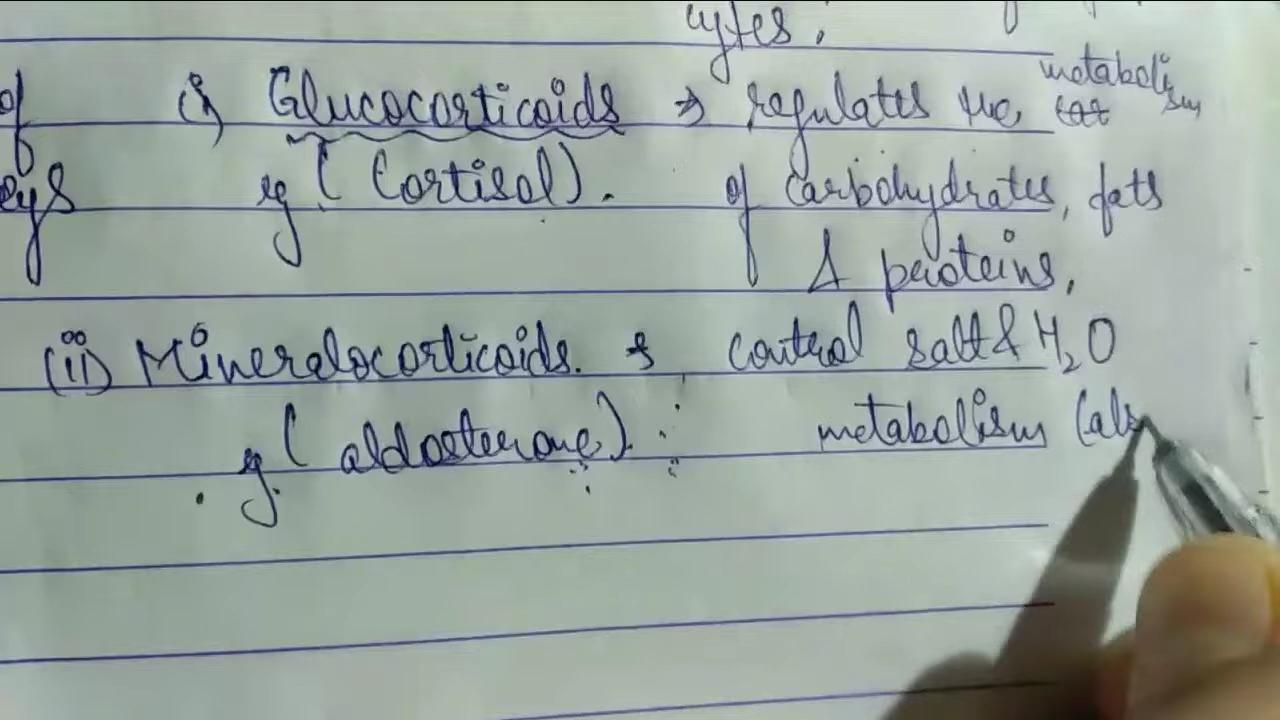 cytes.
metabolism
of (i) Glucocorticoids → regulates the
eys eg (Cortisol). of Carbohydrates, fats
& proteins,
(ii) Mineralocorticoids. → control salt & H₂O
eg (aldosterone). : metabolism (als